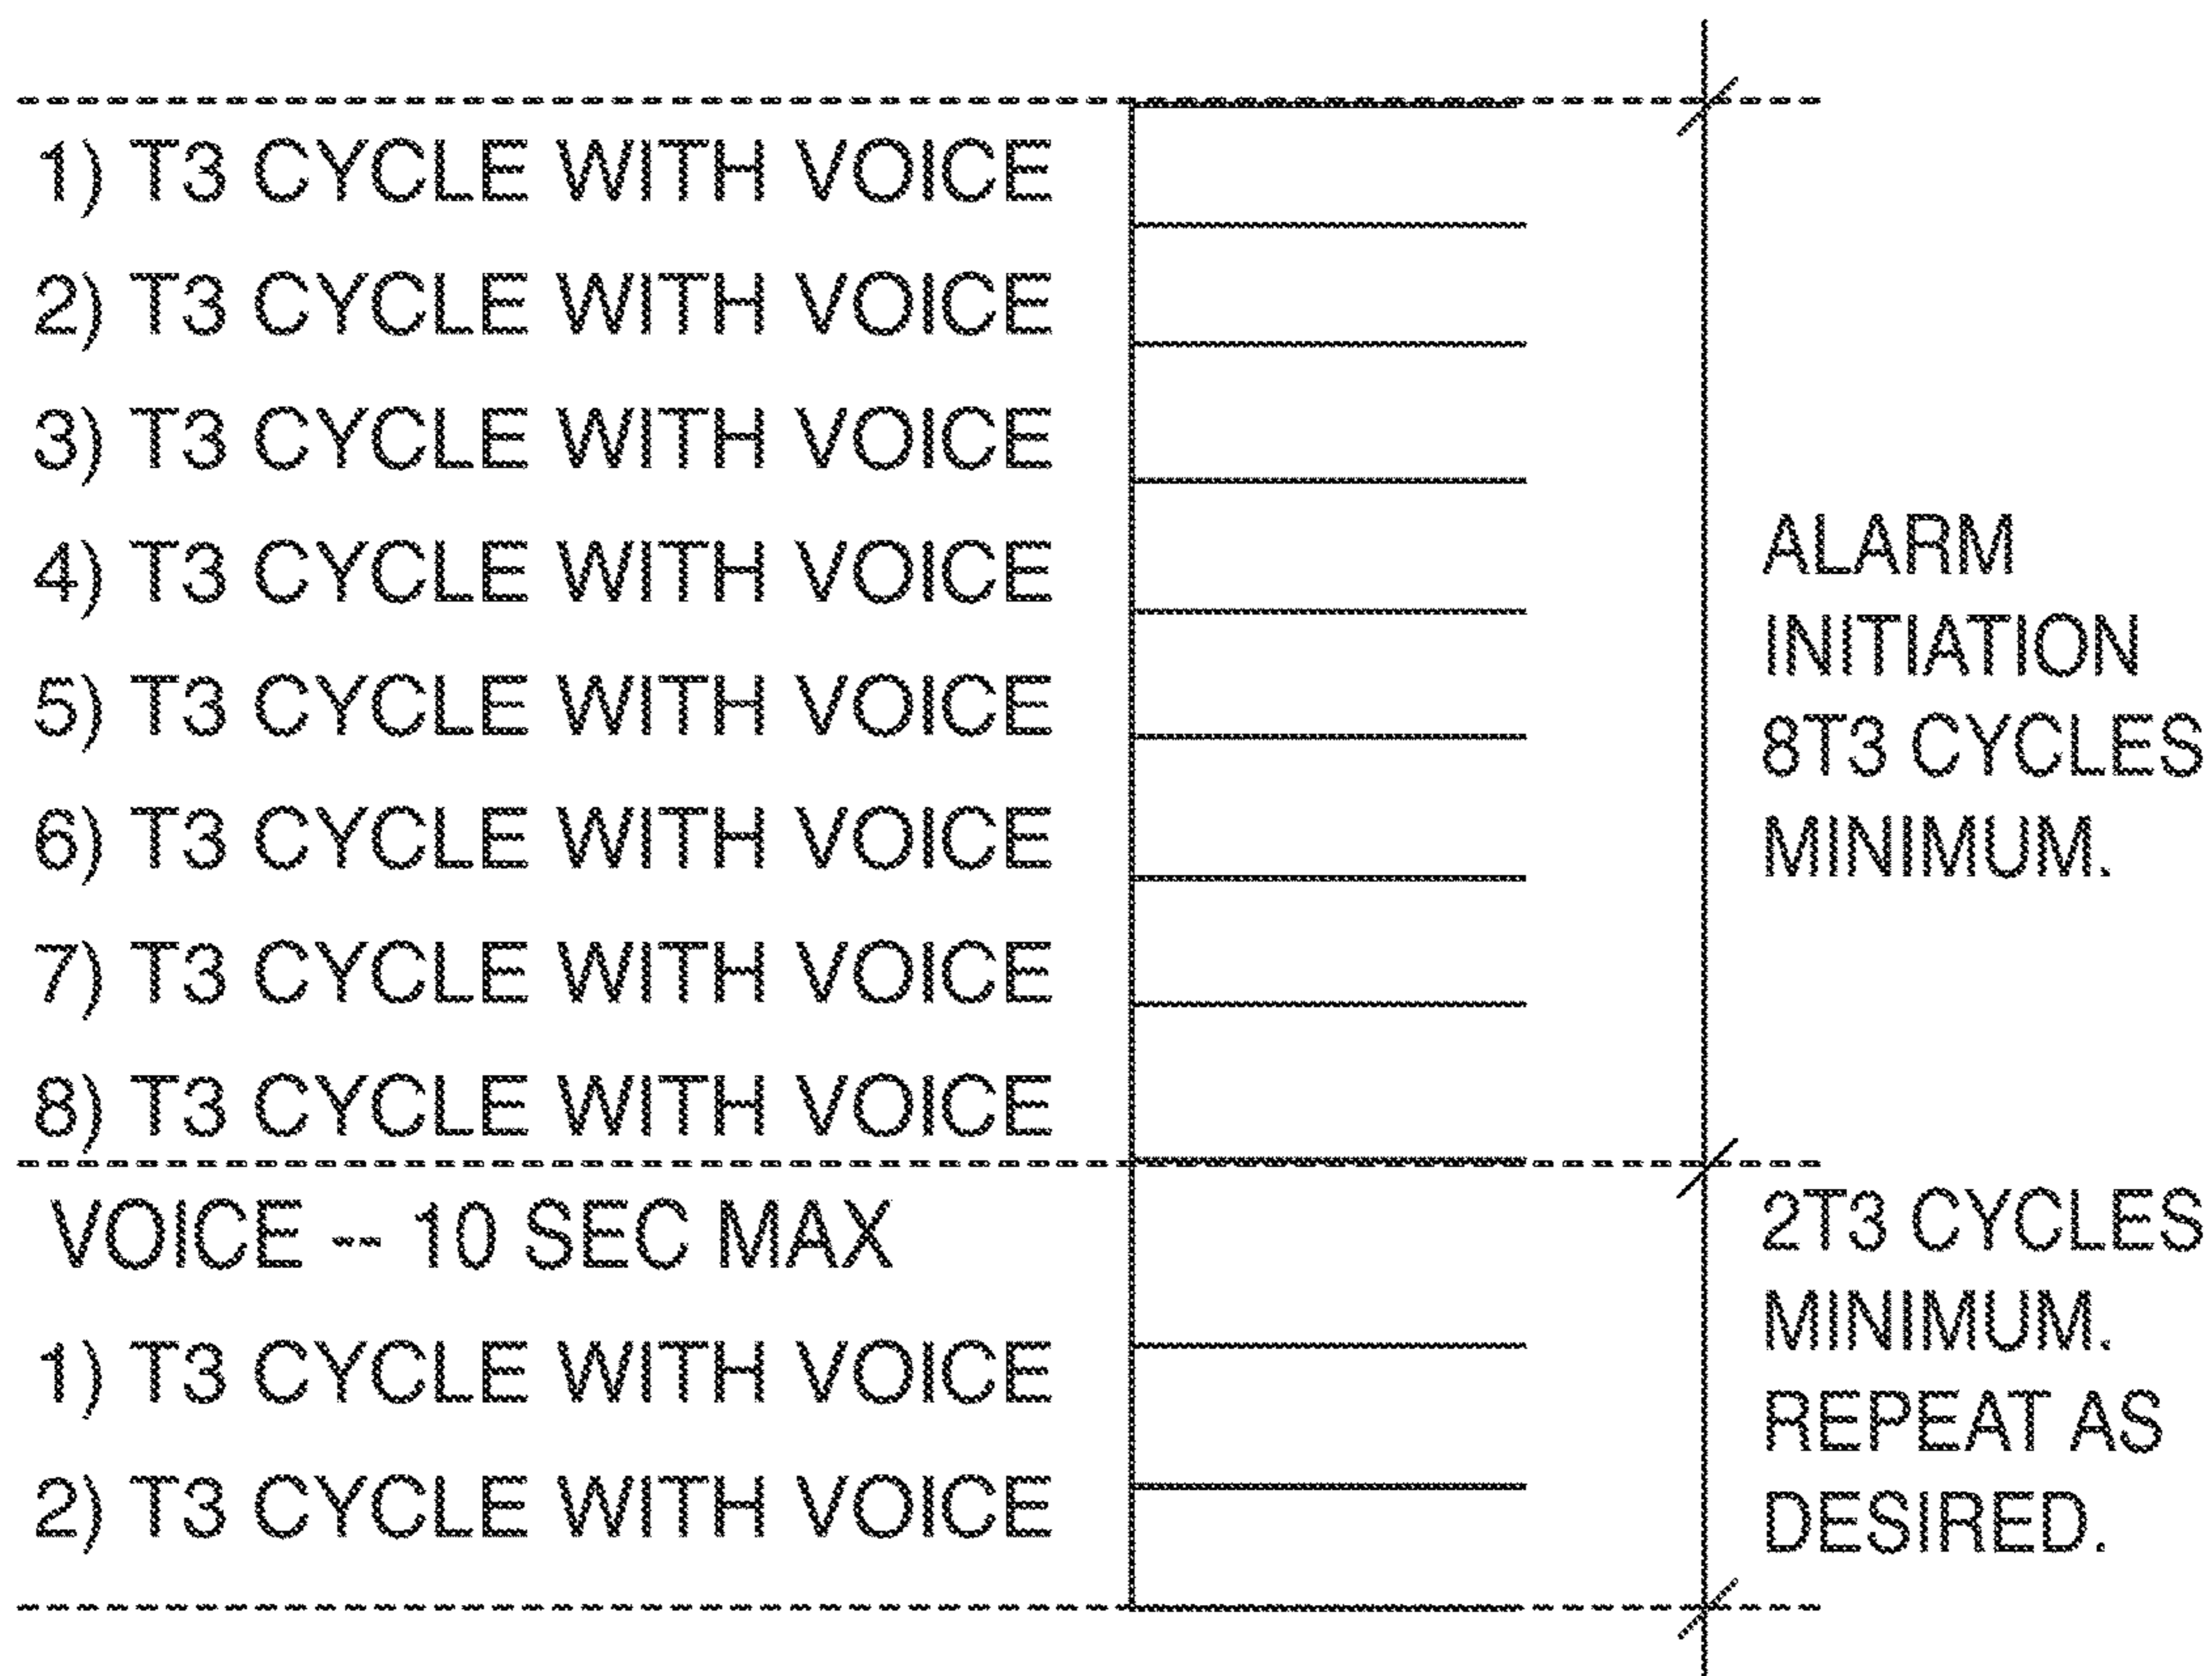 1) T3 CYCLE WITH VOICE
2) T3 CYCLE WITH VOICE
3) T3 CYCLE WITH VOICE
4) T3 CYCLE WITH VOICE
5) T3 CYCLE WITH VOICE
6) T3 CYCLE WITH VOICE
7) T3 CYCLE WITH VOICE
8) T3 CYCLE WITH VOICE
ALARM
INITIATION
8T3 CYCLES
MINIMUM.
VOICE -- 10 SEC MAX
1) T3 CYCLE WITH VOICE
2) T3 CYCLE WITH VOICE
2T3 CYCLES
MINIMUM.
REPEAT AS
DESIRED.